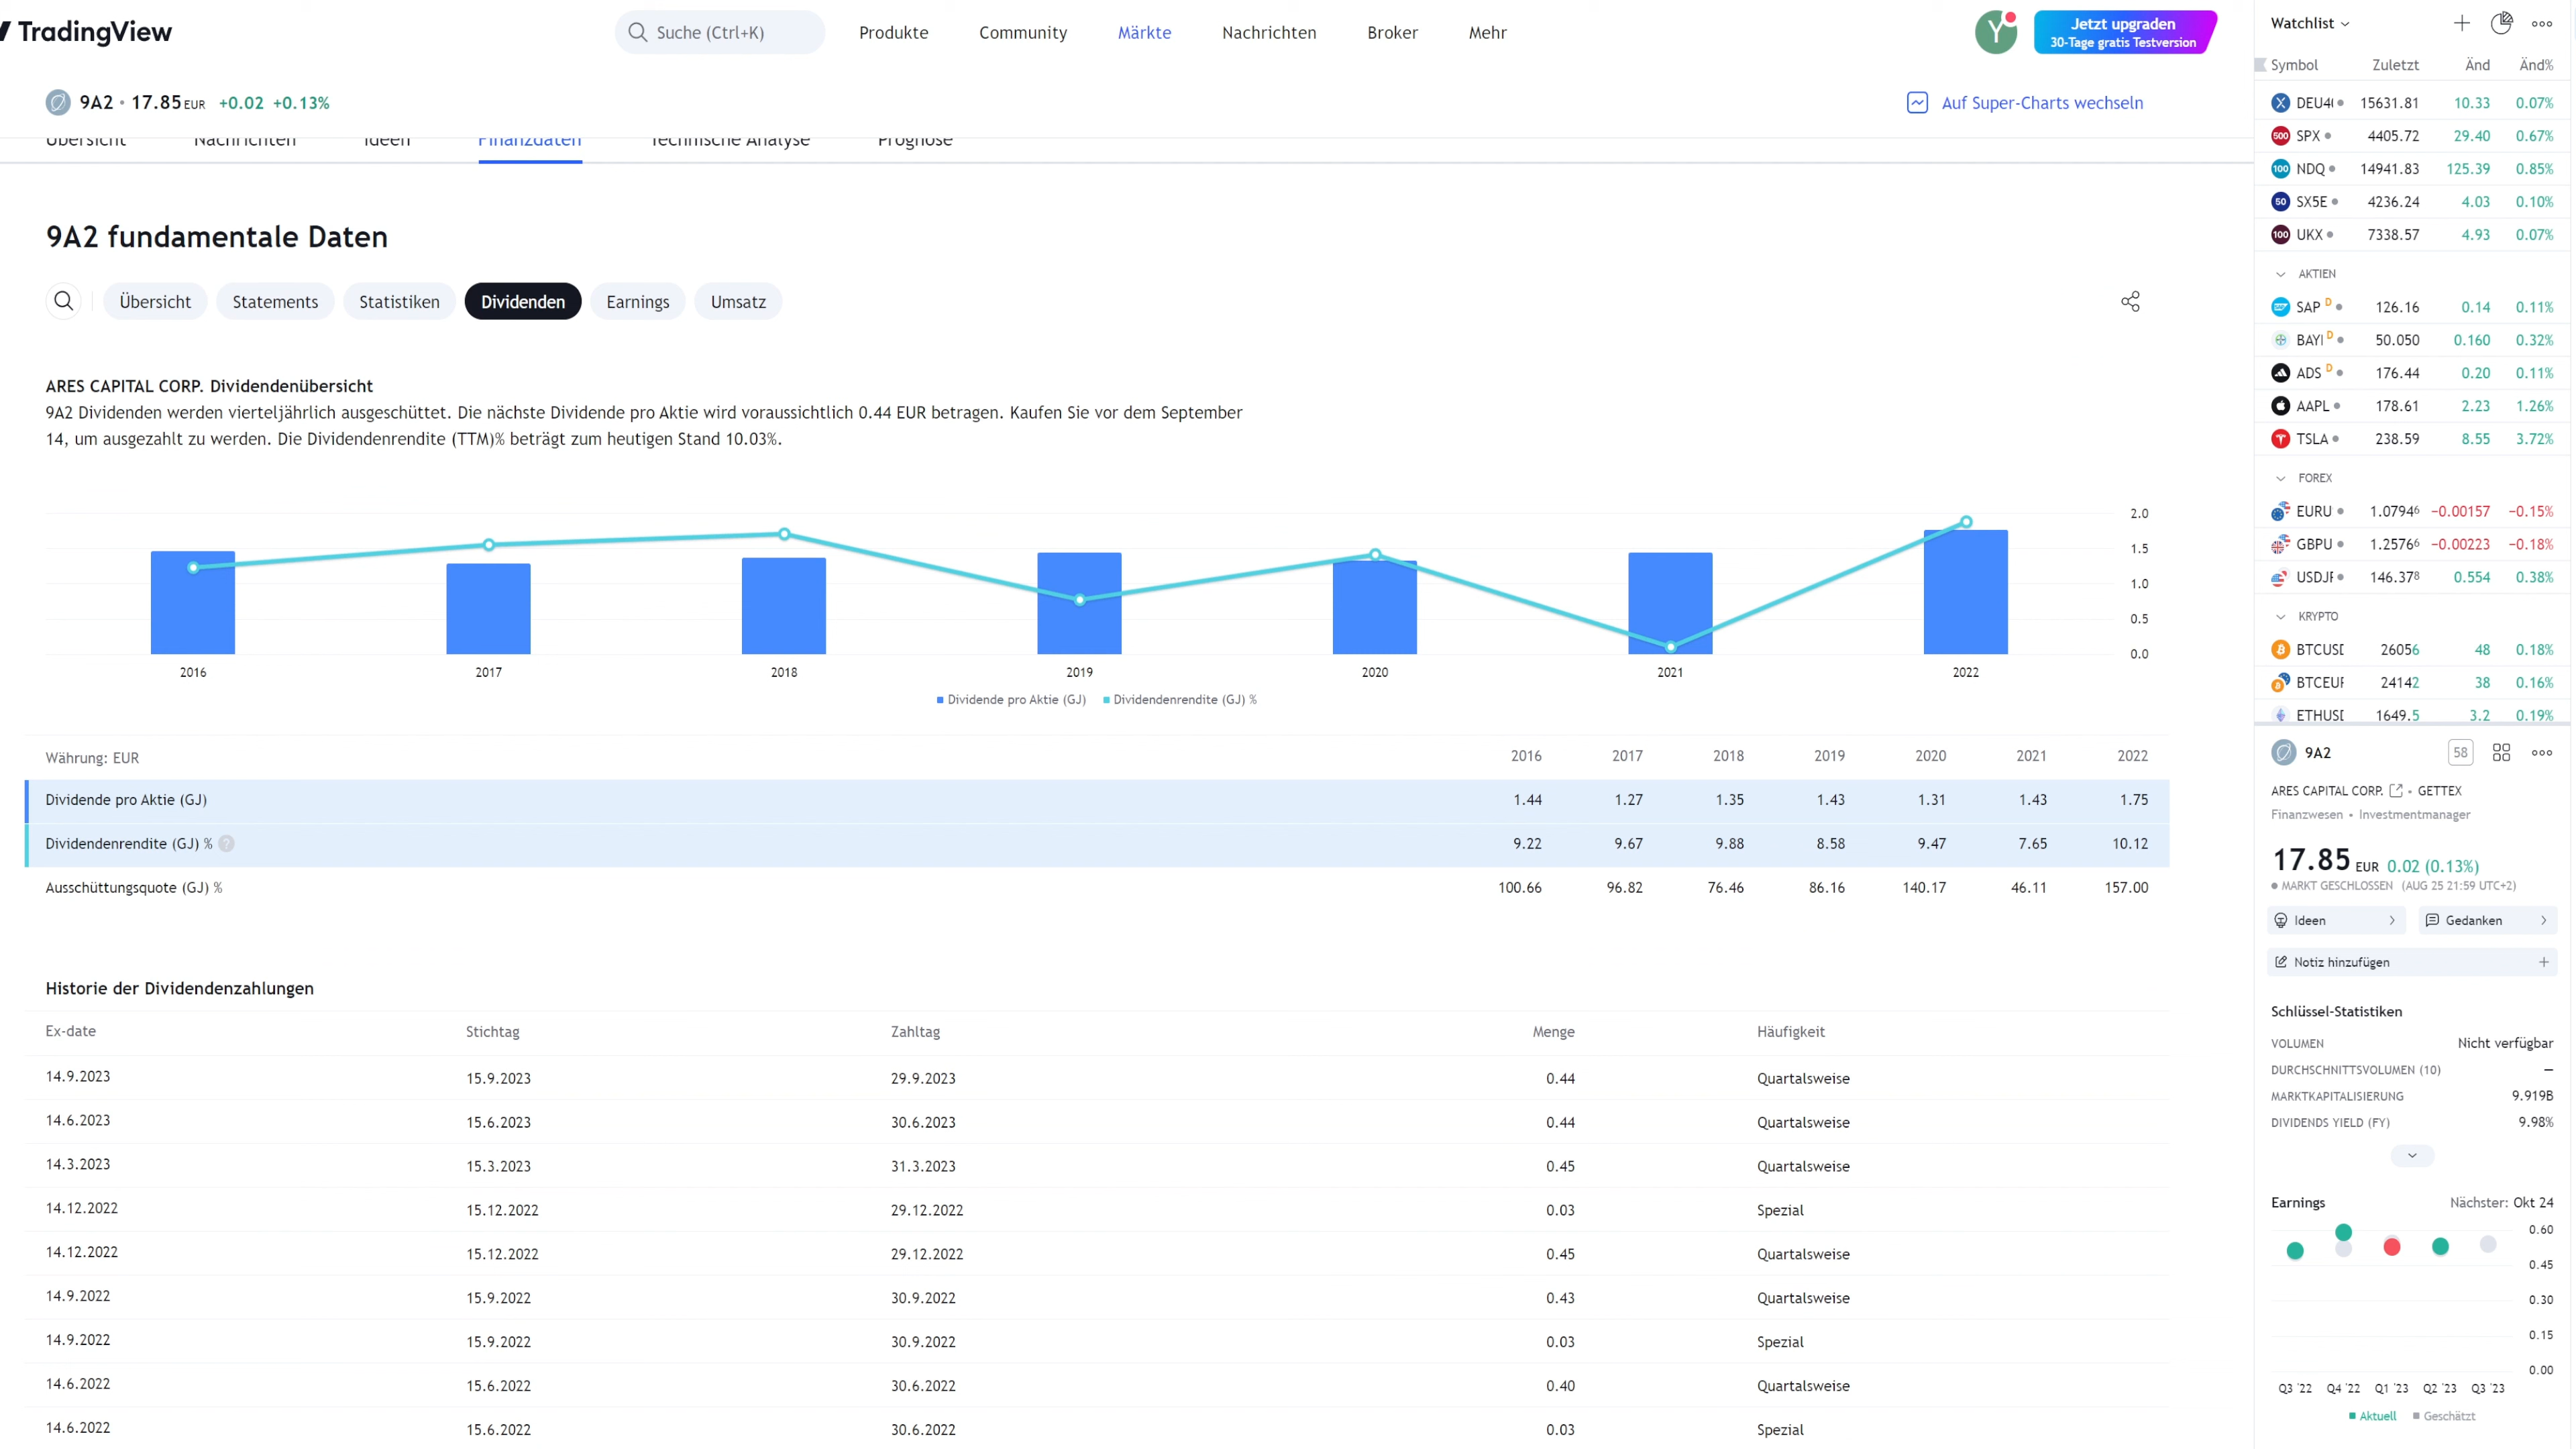 TradingView
Suche (Ctrl+K)
Produkte
Community
Märkte
Nachrichten
Broker
Mehr
Y
Jetzt upgraden
30-Tage gratis Testversion
9A2 • 17.85 EUR +0.02 +0.13%
Auf Super-Charts wechseln
Übersicht
Nachrichten
Ideen
Finanzdaten
Technische Analyse
Prognose
9A2 fundamentale Daten
Übersicht
Statements
Statistiken
Dividenden
Earnings
Umsatz
ARES CAPITAL CORP. Dividendenübersicht
9A2 Dividenden werden vierteljährlich ausgeschüttet. Die nächste Dividende pro Aktie wird voraussichtlich 0.44 EUR betragen. Kaufen Sie vor dem September
14, um ausgezahlt zu werden. Die Dividendenrendite (TTM)% beträgt zum heutigen Stand 10.03%.
2.0
1.5
1.0
0.5
0.0
2016 2017 2018 2019 2020 2021 2022
Dividende pro Aktie (GJ) Dividendenrendite (GJ) %
Währung: EUR 2016 2017 2018 2019 2020 2021 2022
Dividende pro Aktie (GJ) 1.44 1.27 1.35 1.43 1.31 1.43 1.75
Dividendenrendite (GJ) % ? 9.22 9.67 9.88 8.58 9.47 7.65 10.12
Ausschüttungsquote (GJ) % 100.66 96.82 76.46 86.16 140.17 46.11 157.00
Historie der Dividendenzahlungen
Ex-date Stichtag Zahltag Menge Häufigkeit
14.9.2023 15.9.2023 29.9.2023 0.44 Quartalsweise
14.6.2023 15.6.2023 30.6.2023 0.44 Quartalsweise
14.3.2023 15.3.2023 31.3.2023 0.45 Quartalsweise
14.12.2022 15.12.2022 29.12.2022 0.03 Spezial
14.12.2022 15.12.2022 29.12.2022 0.45 Quartalsweise
14.9.2022 15.9.2022 30.9.2022 0.43 Quartalsweise
14.9.2022 15.9.2022 30.9.2022 0.03 Spezial
14.6.2022 15.6.2022 30.6.2022 0.40 Quartalsweise
14.6.2022 15.6.2022 30.6.2022 0.03 Spezial
Watchlist
Symbol Zuletzt Änd Änd%
X DEU4 15631.81 10.33 0.07%
500 SPX 4405.72 29.40 0.67%
100 NDQ 14941.83 125.39 0.85%
50 SX5E 4236.24 4.03 0.10%
100 UKX 7338.57 4.93 0.07%
AKTIEN
SAP D 126.16 0.14 0.11%
BAY D 50.050 0.160 0.32%
ADS D 176.44 0.20 0.11%
AAPL 178.61 2.23 1.26%
TSLA 238.59 8.55 3.72%
FOREX
EURU 1.07946 −0.00157 −0.15%
GBPU 1.25766 −0.00223 −0.18%
USDJ 146.378 0.554 0.38%
KRYPTO
BTCUS 26056 48 0.18%
BTCEU 24142 38 0.16%
ETHUS 1649.5 3.2 0.19%
9A2 58
ARES CAPITAL CORP. • GETTEX
Finanzwesen • Investmentmanager
17.85 EUR 0.02 (0.13%)
MARKT GESCHLOSSEN (AUG 25 21:59 UTC+2)
Ideen
Gedanken
Notiz hinzufügen
Schlüssel-Statistiken
VOLUMEN Nicht verfügbar
DURCHSCHNITTSVOLUMEN (10) —
MARKTKAPITALISIERUNG 9.919B
DIVIDENDS YIELD (FY) 9.98%
Earnings Nächster: Okt 24
0.60
0.45
0.30
0.15
0.00
Q3 '22 Q4 '22 Q1 '23 Q2 '23 Q3 '23
Aktuell Geschätzt